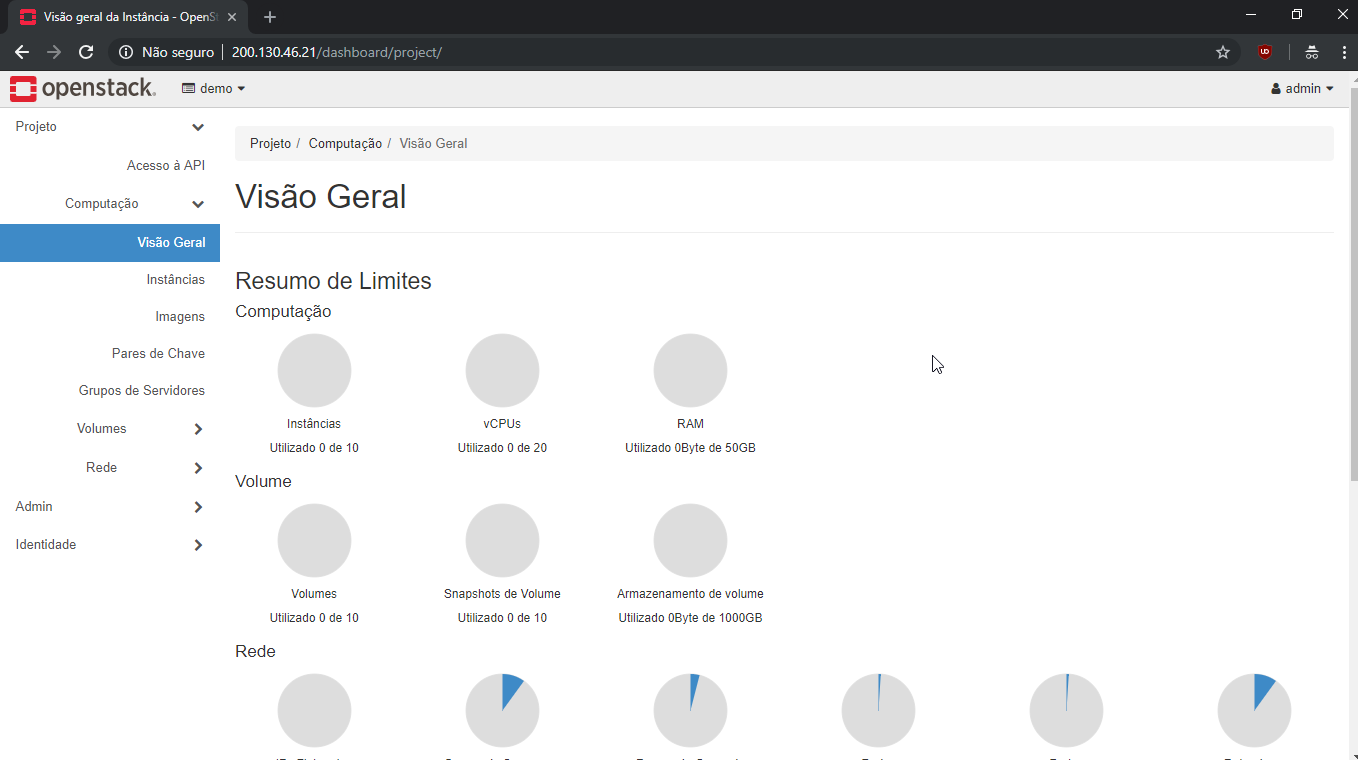 Visão geral da Instância - OpenSt
Não seguro
200.130.46.21/dashboard/project/
openstack.
demo
admin
Projeto
Acesso à API
Computação
Visão Geral
Instâncias
Imagens
Pares de Chave
Grupos de Servidores
Volumes
Rede
Admin
Identidade
Projeto / Computação / Visão Geral
Visão Geral
Resumo de Limites
Computação
Instâncias
Utilizado 0 de 10
vCPUs
Utilizado 0 de 20
RAM
Utilizado 0Byte de 50GB
Volume
Volumes
Utilizado 0 de 10
Snapshots de Volume
Utilizado 0 de 10
Armazenamento de volume
Utilizado 0Byte de 1000GB
Rede